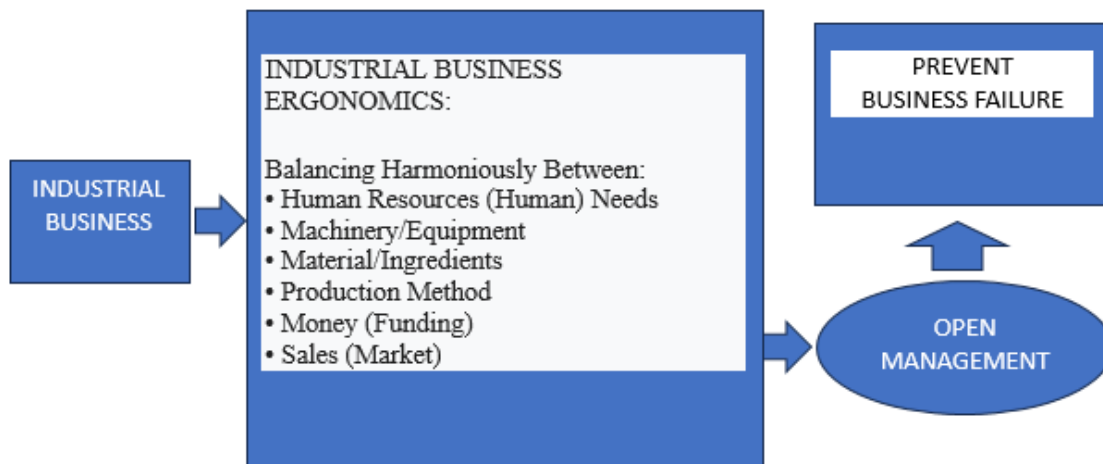 INDUSTRIAL
BUSINESS
INDUSTRIAL BUSINESS
ERGONOMICS:
Balancing Harmoniously Between:
• Human Resources (Human) Needs
• Machinery/Equipment
• Material/Ingredients
• Production Method
• Money (Funding)
• Sales (Market)
OPEN
MANAGEMENT
PREVENT
BUSINESS FAILURE